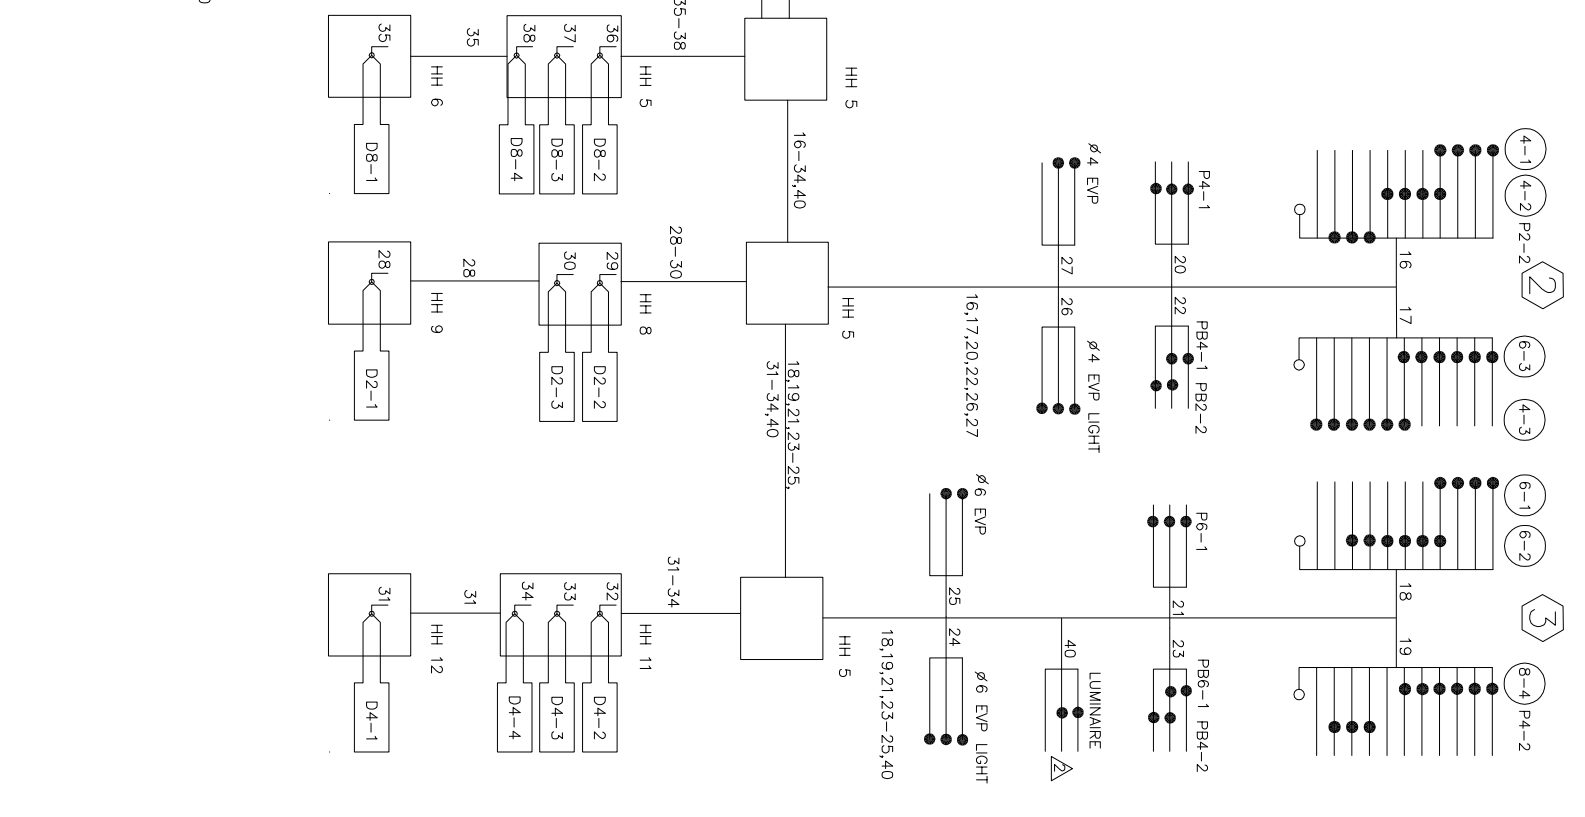 4-1
4-2
P2-2
2
6-3
4-3
6-1
6-2
3
8-4
P4-2
16
17
18
19
P4-1
PB4-1 PB2-2
P6-1
PB6-1 PB4-2
20
22
21
23
Ø4 EVP
Ø4 EVP LIGHT
LUMINAIRE
2
27
26
40
Ø6 EVP
Ø6 EVP LIGHT
16,17,20,22,26,27
25
24
18,19,21,23-25,40
HH 5
HH 5
HH 5
16-34,40
18,19,21,23-25,
31-34,40
35-38
28-30
31-34
HH 5
HH 8
HH 11
36
D8-2
29
D2-2
32
D4-2
37
D8-3
30
D2-3
33
D4-3
38
D8-4
34
D4-4
35
28
31
HH 6
HH 9
HH 12
35
D8-1
28
D2-1
31
D4-1